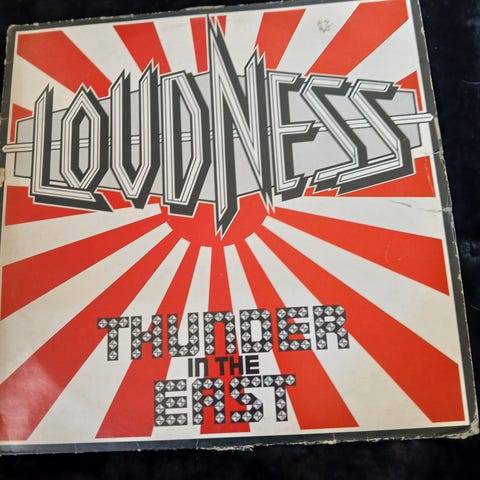 LOUDNESS
THUNDER
IN THE
EAST